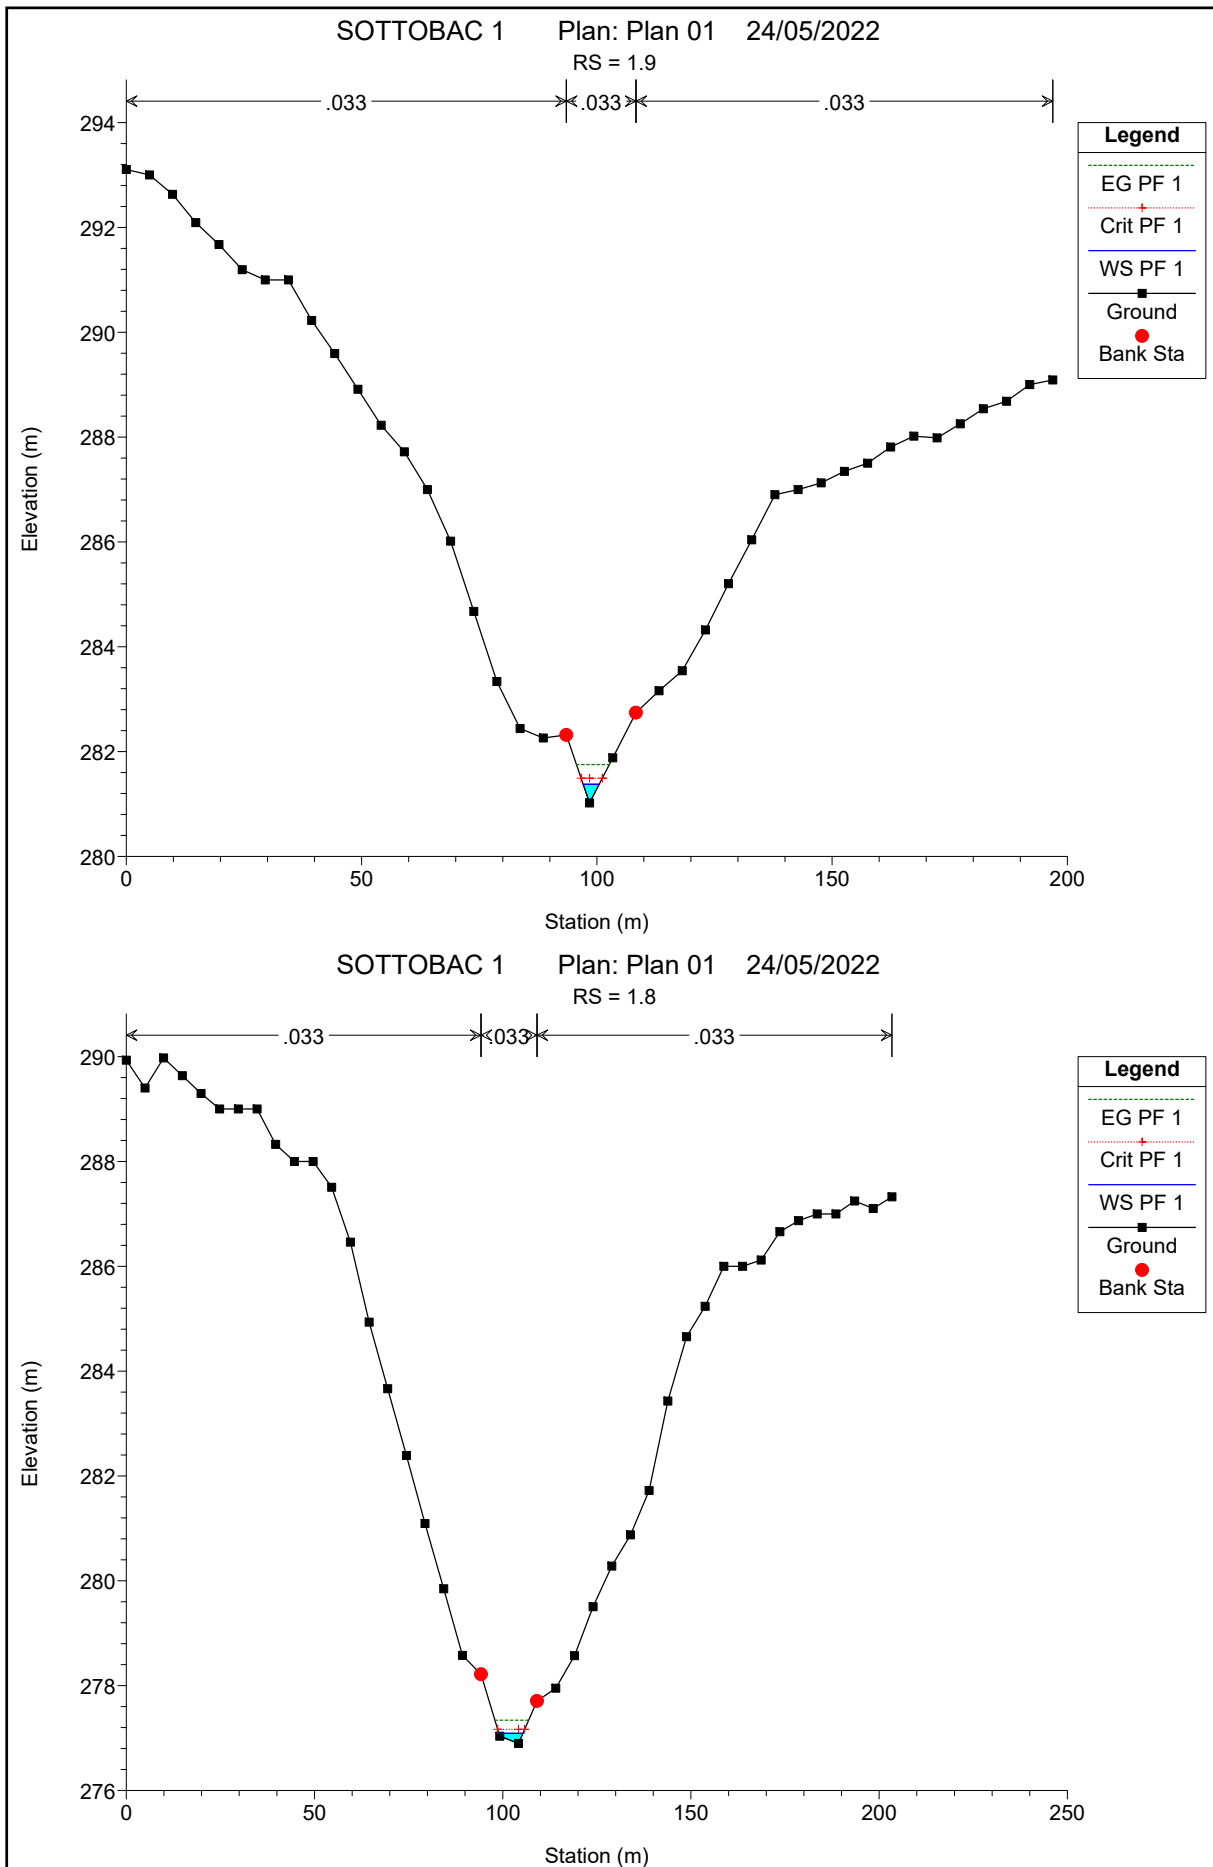 SOTTOBAC 1 Plan: Plan 01 24/05/2022
RS = 1.9
.033 .033 .033
294
292
290
288
286
284
282
280
Elevation (m)
0 50 100 150 200
Station (m)
Legend
EG PF 1
Crit PF 1
WS PF 1
Ground
Bank Sta
SOTTOBAC 1 Plan: Plan 01 24/05/2022
RS = 1.8
.033 .033 .033
290
288
286
284
282
280
278
276
Elevation (m)
0 50 100 150 200 250
Station (m)
Legend
EG PF 1
Crit PF 1
WS PF 1
Ground
Bank Sta